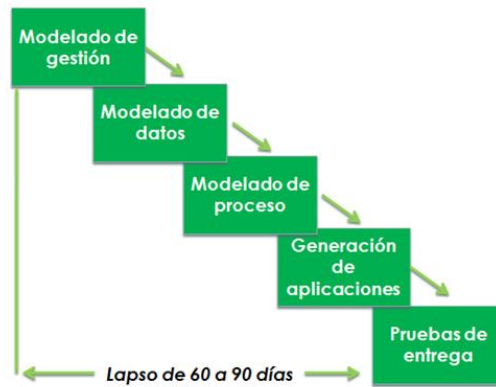 Modelado de
gestión
Modelado de
datos
Modelado de
proceso
Generación
de
aplicaciones
Pruebas de
entrega
Lapso de 60 a 90 días